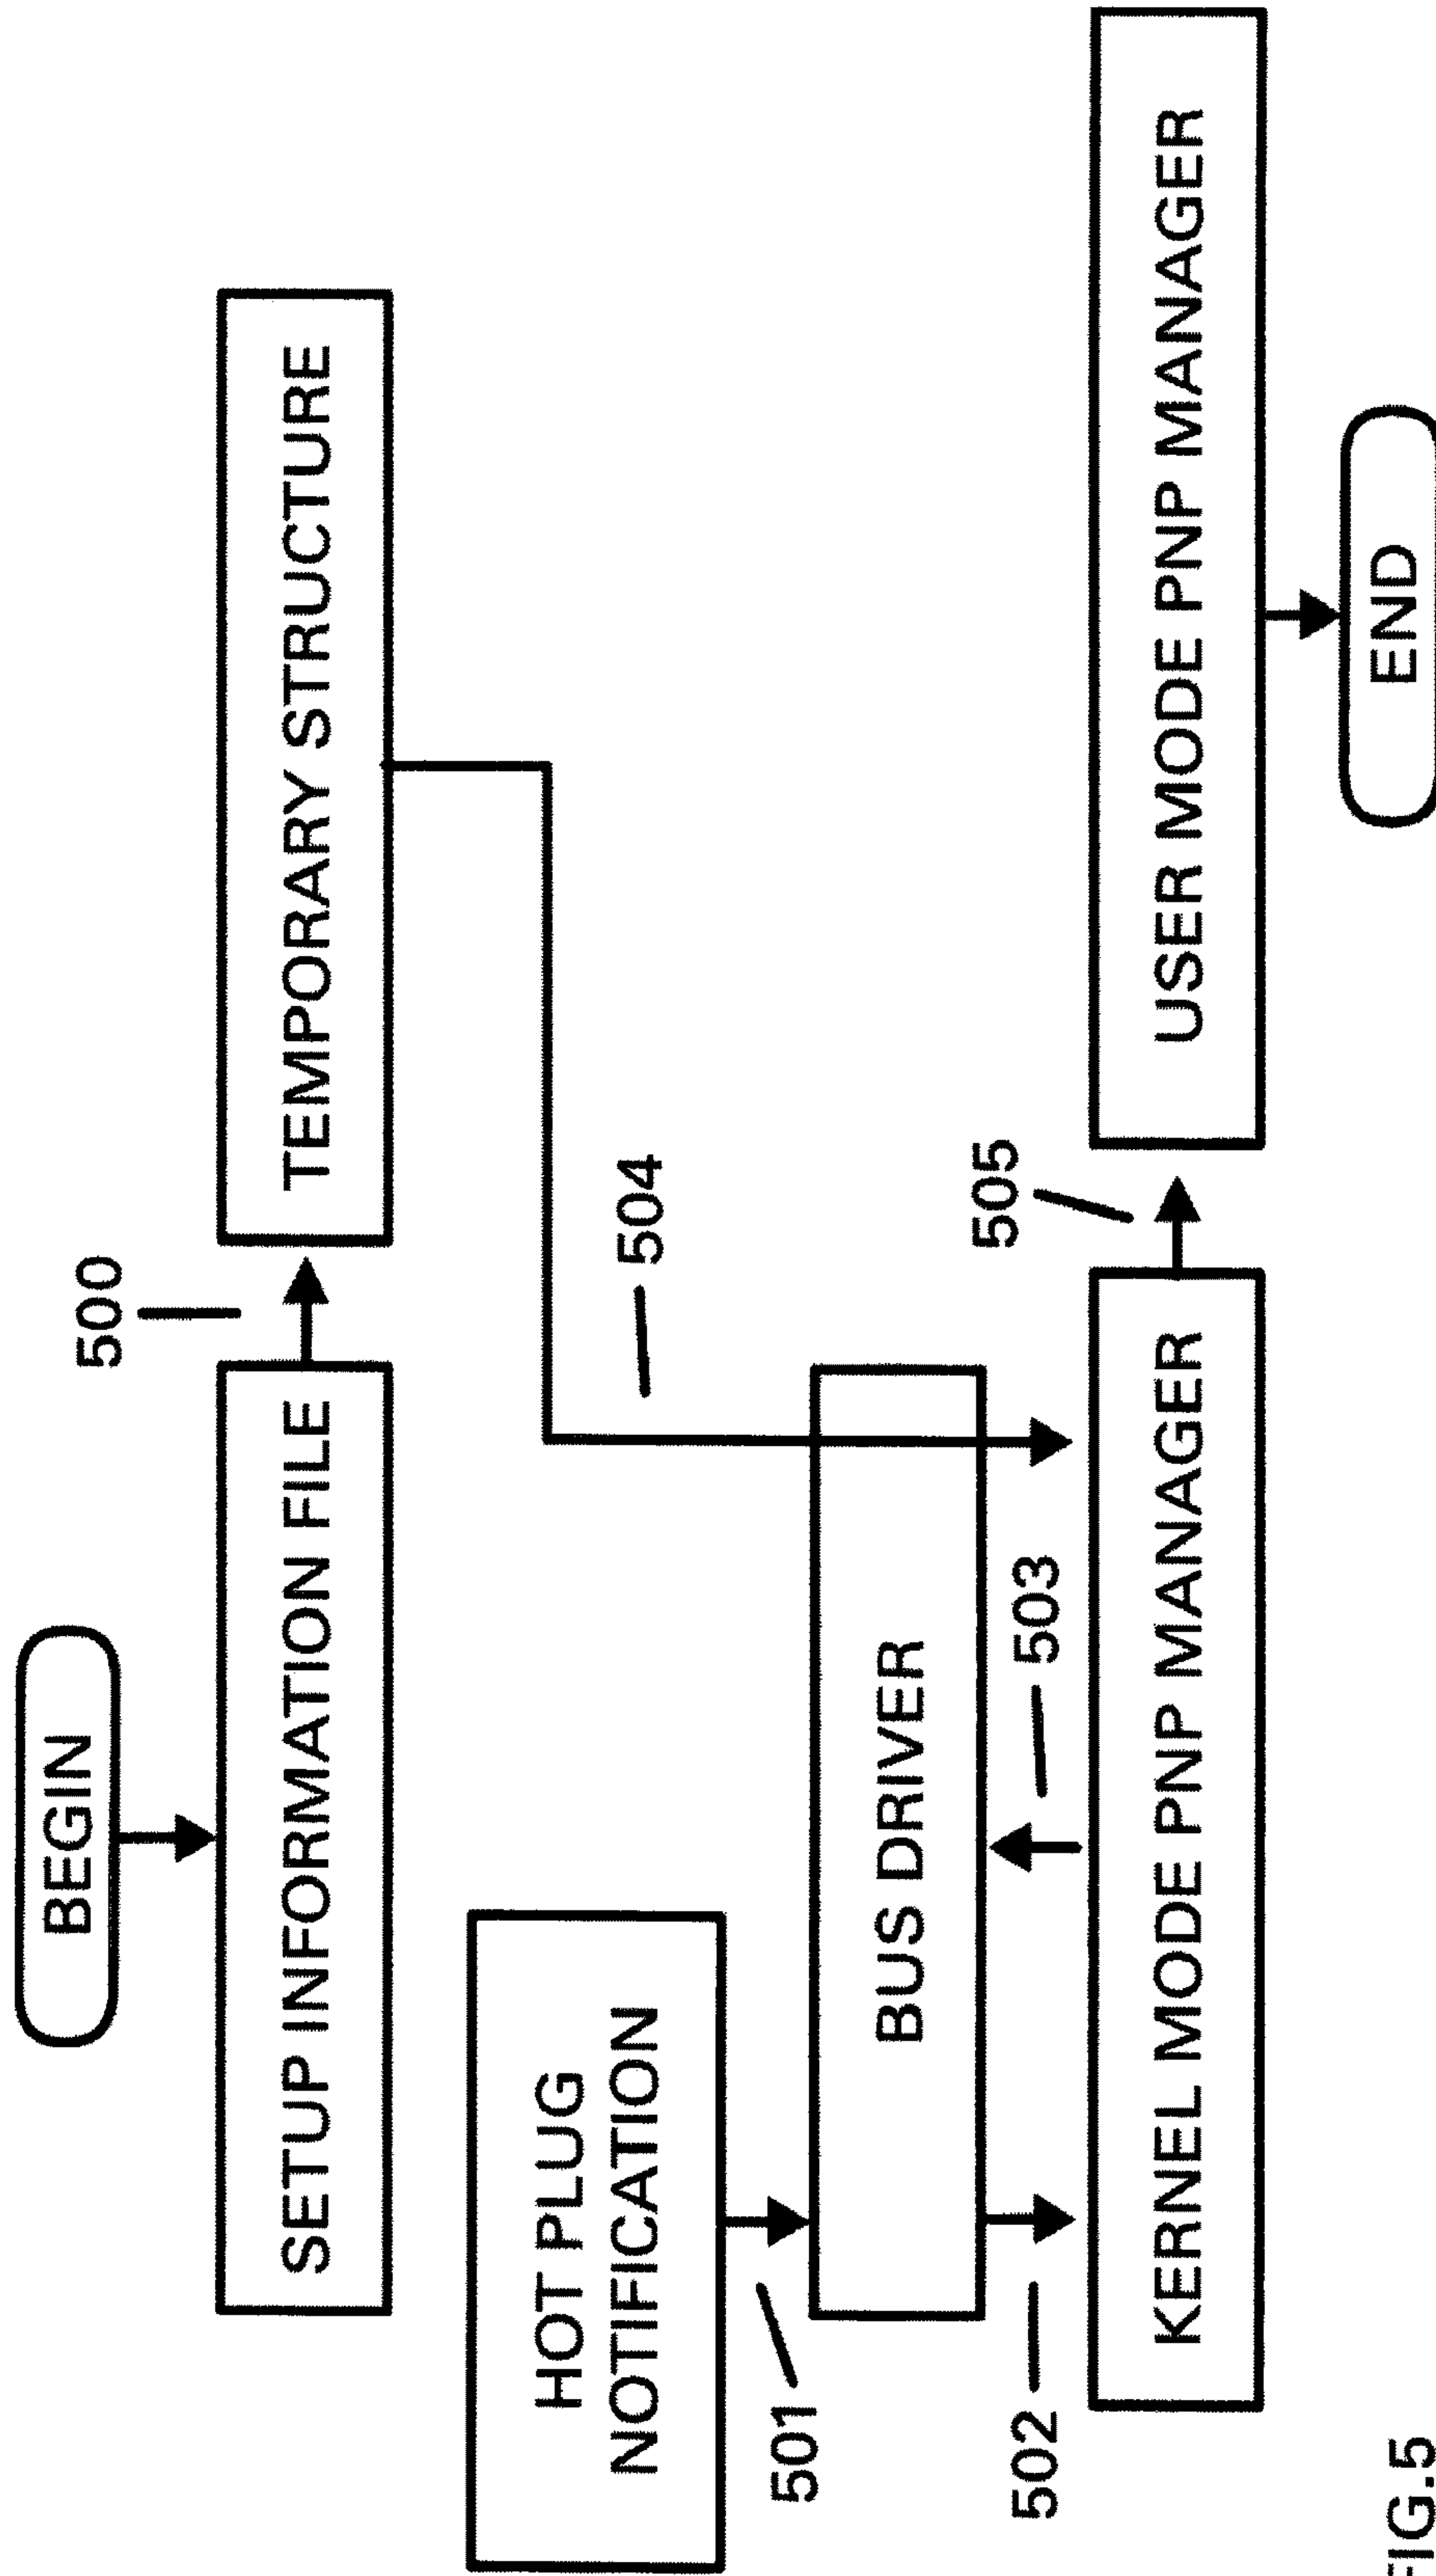 BEGIN
500
SETUP INFORMATION FILE
TEMPORARY STRUCTURE
HOT PLUG
NOTIFICATION
504
501
BUS DRIVER
502
503
505
KERNEL MODE PNP MANAGER
USER MODE PNP MANAGER
END
FIG.5